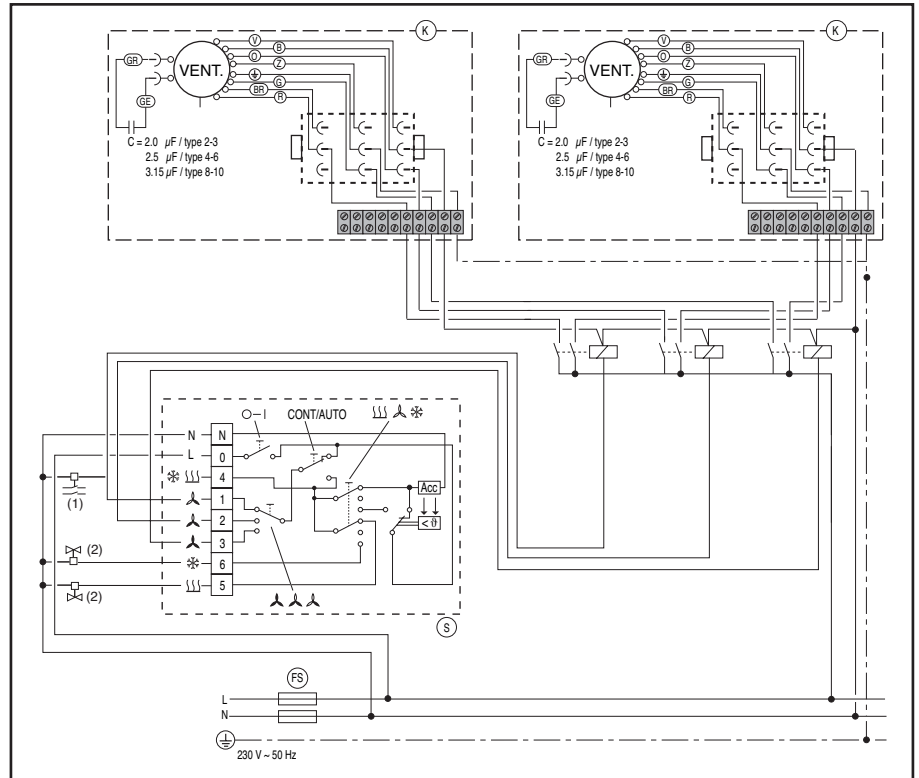 K
K
VENT.
V
B
O
Z
G
BR
R
GR
GE
C = 2.0 µF / type 2-3
2.5 µF / type 4-6
3.15 µF / type 8-10
VENT.
V
B
O
Z
G
BR
R
GR
GE
C = 2.0 µF / type 2-3
2.5 µF / type 4-6
3.15 µF / type 8-10
O–I CONT/AUTO
N N
L 0
4
1
2
3
6
5
Acc
< ϑ
(1)
(2)
(2)
S
FS
L
N
230 V ~ 50 Hz